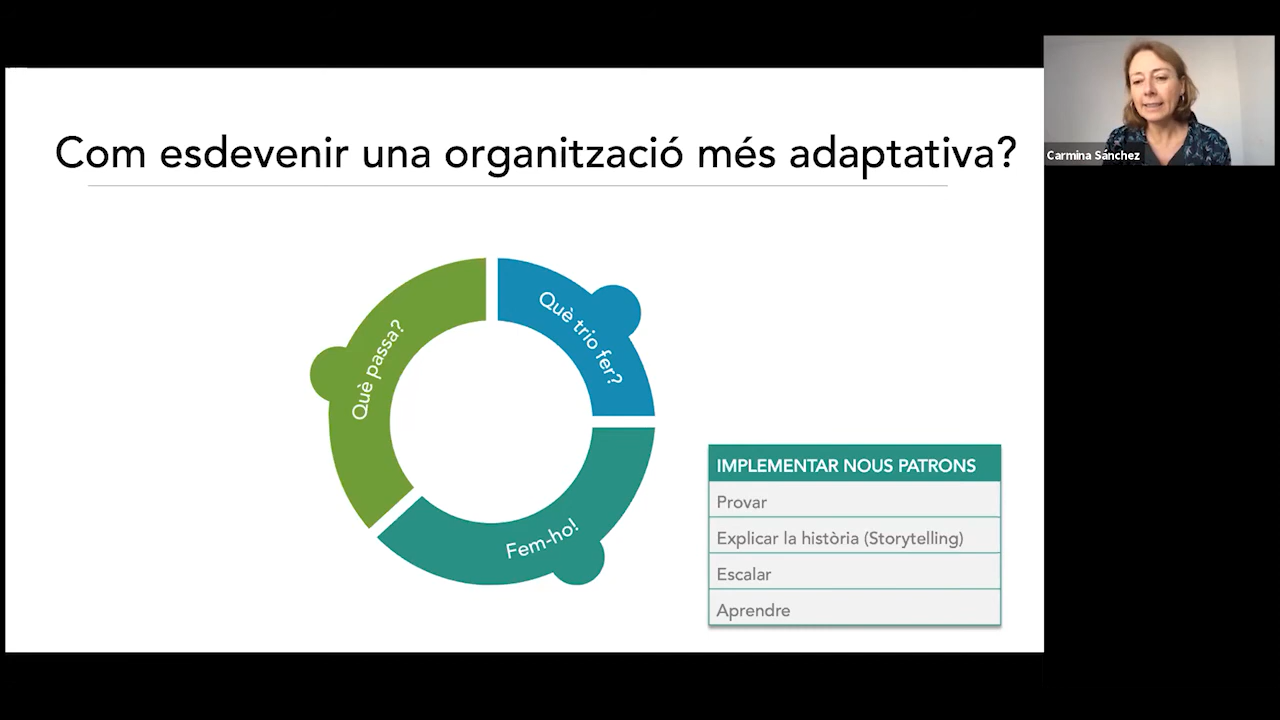 Com esdevenir una organització més adaptativa?
Carmina Sánchez
Què passa?
Què trio fer?
Fem-ho!
IMPLEMENTAR NOUS PATRONS
Provar
Explicar la història (Storytelling)
Escalar
Aprendre